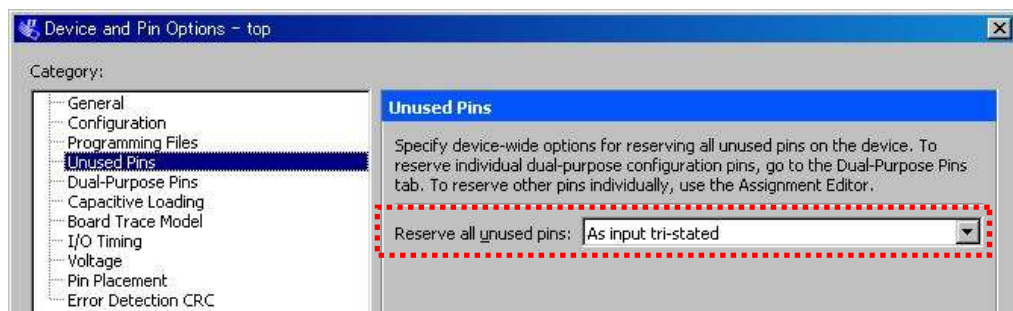 Device and Pin Options - top
Category:
General
Configuration
Programming Files
Unused Pins
Dual-Purpose Pins
Capacitive Loading
Board Trace Model
I/O Timing
Voltage
Pin Placement
Error Detection CRC
Unused Pins
Specify device-wide options for reserving all unused pins on the device. To
reserve individual dual-purpose configuration pins, go to the Dual-Purpose Pins
tab. To reserve other pins individually, use the Assignment Editor.
Reserve all unused pins: As input tri-stated